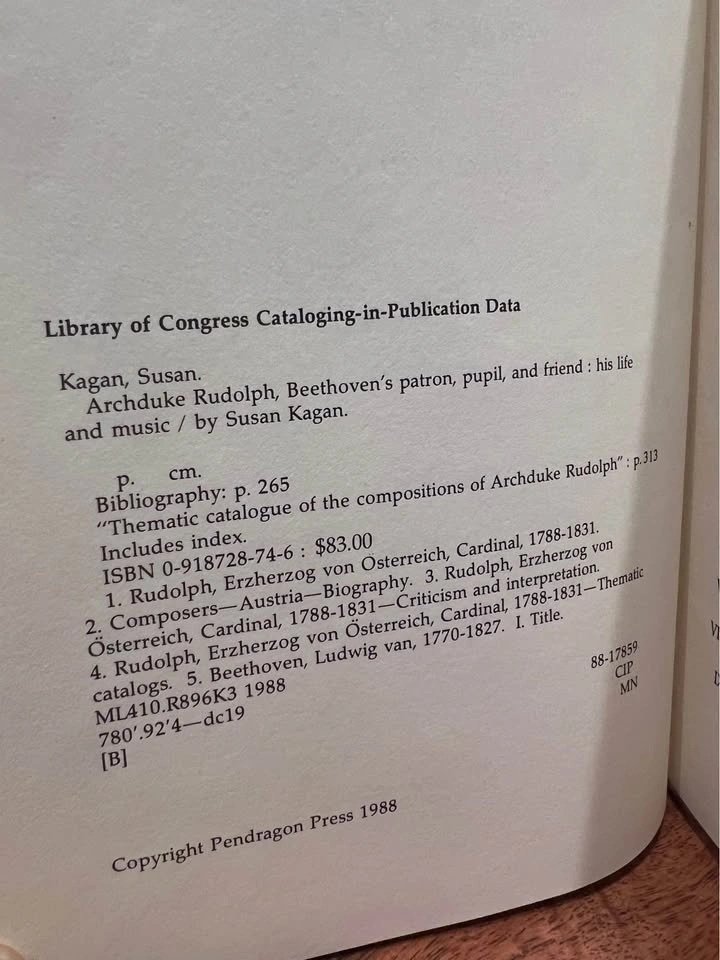 Library of Congress Cataloging-in-Publication Data
Kagan, Susan.
Archduke Rudolph, Beethoven's patron, pupil, and friend : his life
and music / by Susan Kagan.
p. cm.
Bibliography: p. 265
"Thematic catalogue of the compositions of Archduke Rudolph" : p.313
Includes index.
ISBN 0-918728-74-6 : $83.00
1. Rudolph, Erzherzog von Österreich, Cardinal, 1788-1831.
2. Composers—Austria—Biography. 3. Rudolph, Erzherzog von
Österreich, Cardinal, 1788-1831—Criticism and interpretation.
4. Rudolph, Erzherzog von Österreich, Cardinal, 1788-1831—Thematic
catalogs. 5. Beethoven, Ludwig van, 1770-1827. I. Title.
ML410.R896K3 1988
780'.92'4—dc19
[B]
88-17859
CIP
MN
Copyright Pendragon Press 1988